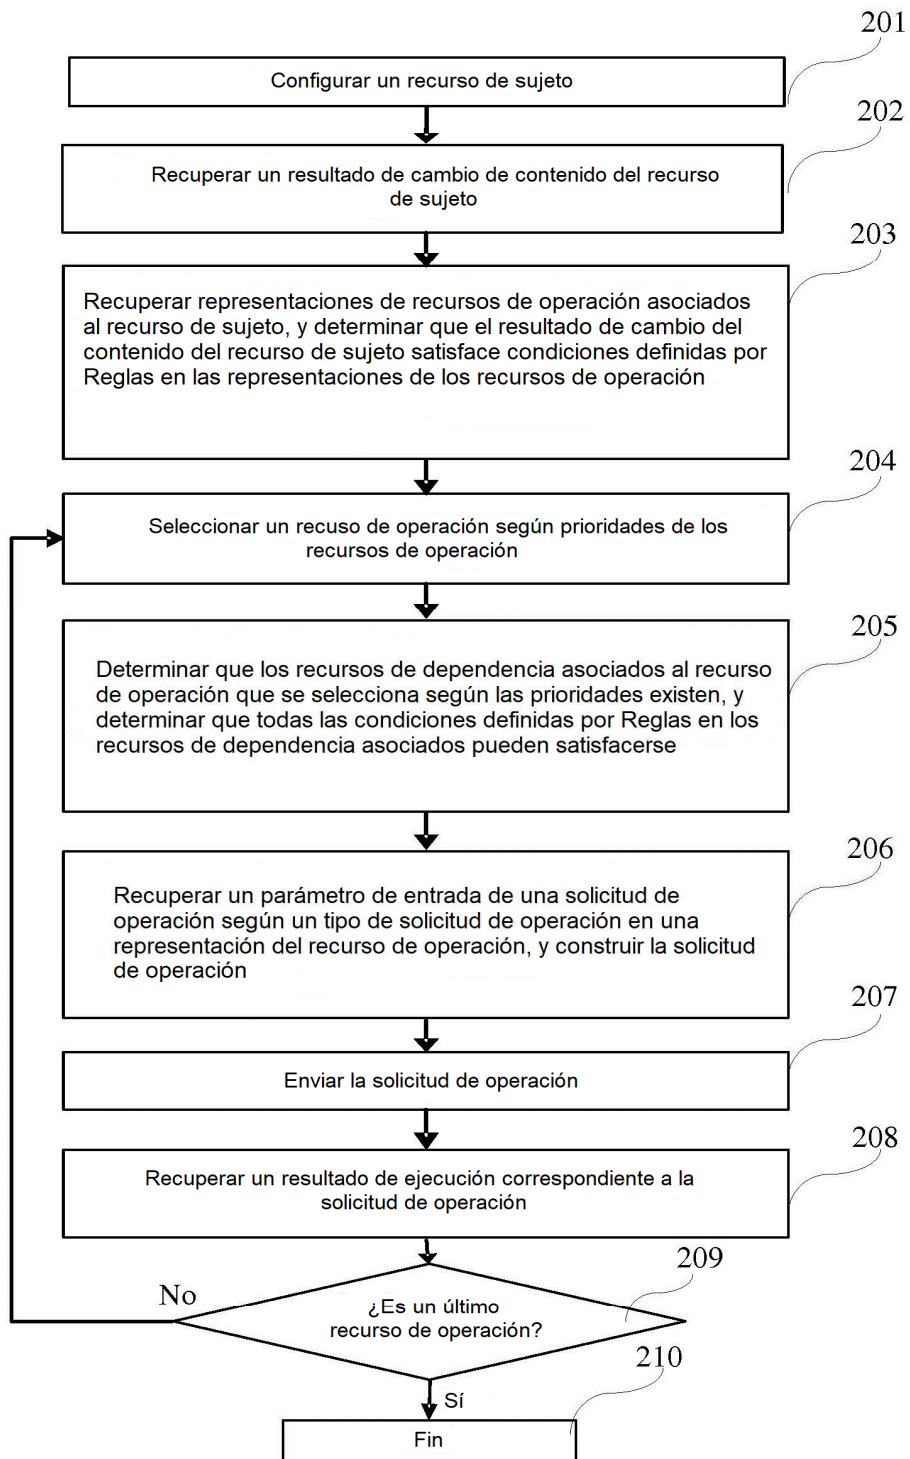 201
Configurar un recurso de sujeto
202
Recuperar un resultado de cambio de contenido del recurso
de sujeto
203
Recuperar representaciones de recursos de operación asociados
al recurso de sujeto, y determinar que el resultado de cambio del
contenido del recurso de sujeto satisface condiciones definidas por
Reglas en las representaciones de los recursos de operación
204
Seleccionar un recuso de operación según prioridades de los
recursos de operación
205
Determinar que los recursos de dependencia asociados al recurso
de operación que se selecciona según las prioridades existen, y
determinar que todas las condiciones definidas por Reglas en los
recursos de dependencia asociados pueden satisfacerse
206
Recuperar un parámetro de entrada de una solicitud de
operación según un tipo de solicitud de operación en una
representación del recurso de operación, y construir la solicitud
de operación
207
Enviar la solicitud de operación
208
Recuperar un resultado de ejecución correspondiente a la
solicitud de operación
209
No
¿Es un último
recurso de operación?
210
Sí
Fin